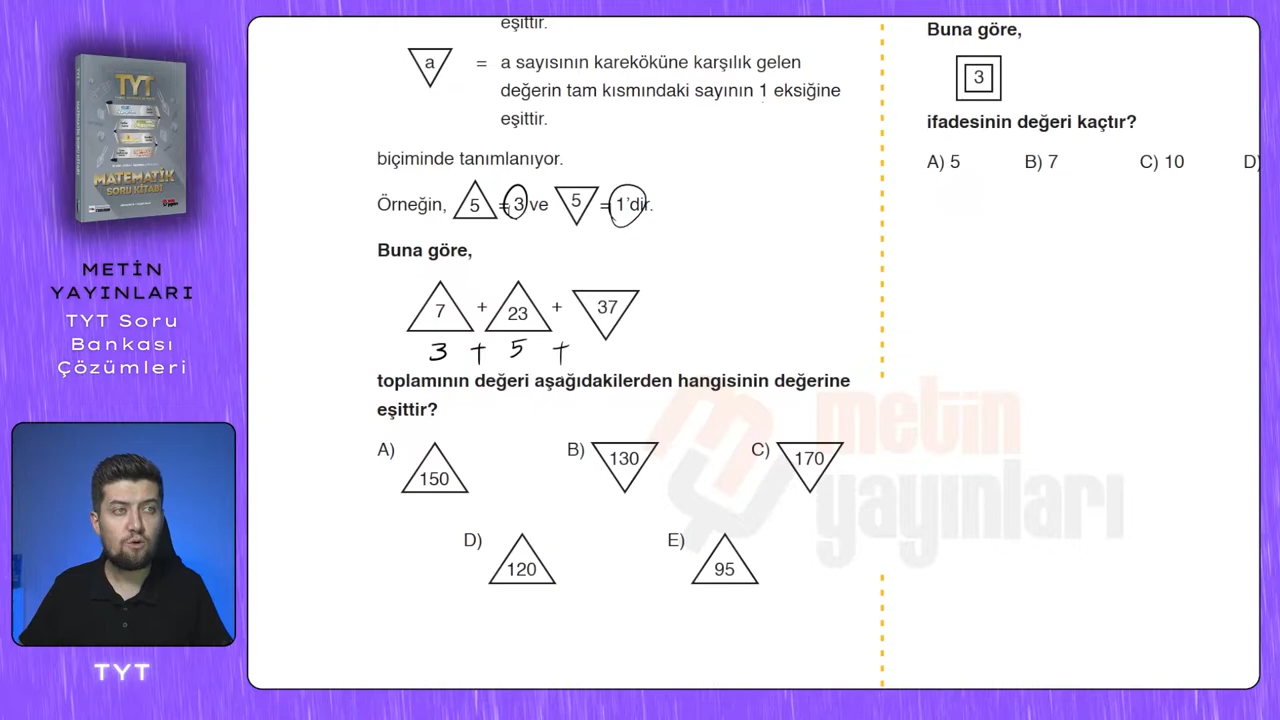 TYT
MATEMATİK
SORU KİTABI
METİN
YAYINLARI
TYT Soru
Bankası
Çözümleri
TYT
eşittir.
a = a sayısının kareköküne karşılık gelen
değerin tam kısmındaki sayının 1 eksiğine
eşittir.
biçiminde tanımlanıyor.
Örneğin, 5 = 3 ve 5 = 1'dir.
Buna göre,
7 + 23 + 37
3 + 5 +
toplamının değeri aşağıdakilerden hangisinin değerine
eşittir?
A) 150 B) 130 C) 170
D) 120 E) 95
metin
yayınları
Buna göre,
3
ifadesinin değeri kaçtır?
A) 5 B) 7 C) 10 D)